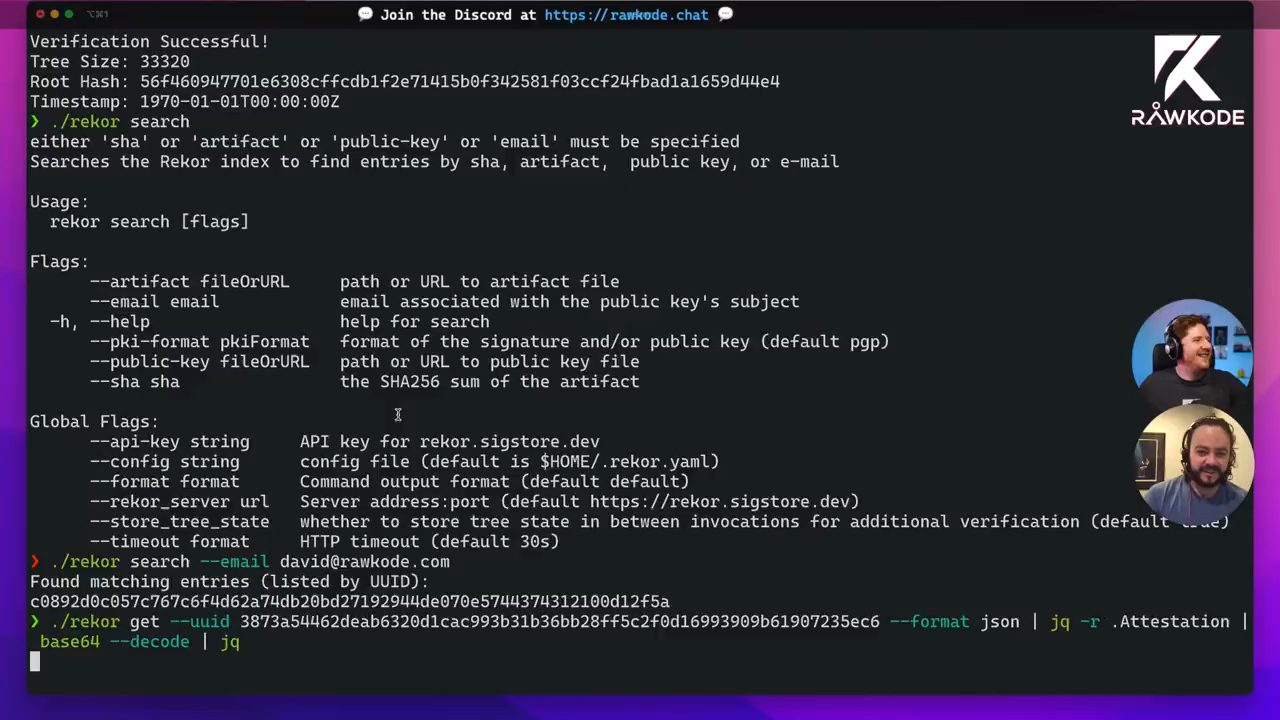 ⌥⌘1
Join the Discord at https://rawkode.chat
Verification Successful!
Tree Size: 33320
Root Hash: 56f460947701e6308cffcdb1f2e71415b0f342581f03ccf24fbad1a1659d44e4
Timestamp: 1970-01-01T00:00:00Z
❯ ./rekor search
either 'sha' or 'artifact' or 'public-key' or 'email' must be specified
Searches the Rekor index to find entries by sha, artifact,  public key, or e-mail
Usage:
rekor search [flags]
Flags:
--artifact fileOrURL     path or URL to artifact file
--email email            email associated with the public key's subject
-h, --help                   help for search
--pki-format pkiFormat   format of the signature and/or public key (default pgp)
--public-key fileOrURL   path or URL to public key file
--sha sha                the SHA256 sum of the artifact
Global Flags:
--api-key string     API key for rekor.sigstore.dev
--config string      config file (default is $HOME/.rekor.yaml)
--format format      Command output format (default default)
--rekor_server url   Server address:port (default https://rekor.sigstore.dev)
--store_tree_state   whether to store tree state in between invocations for additional verification (default true)
--timeout format     HTTP timeout (default 30s)
❯ ./rekor search --email david@rawkode.com
Found matching entries (listed by UUID):
c0892d0c057c767c6f4d62a74db20bd27192944de070e5744374312100d12f5a
❯ ./rekor get --uuid 3873a54462deab6320d1cac993b31b36bb28ff5c2f0d16993909b61907235ec6 --format json | jq -r .Attestation |
base64 --decode | jq
RAWKODE